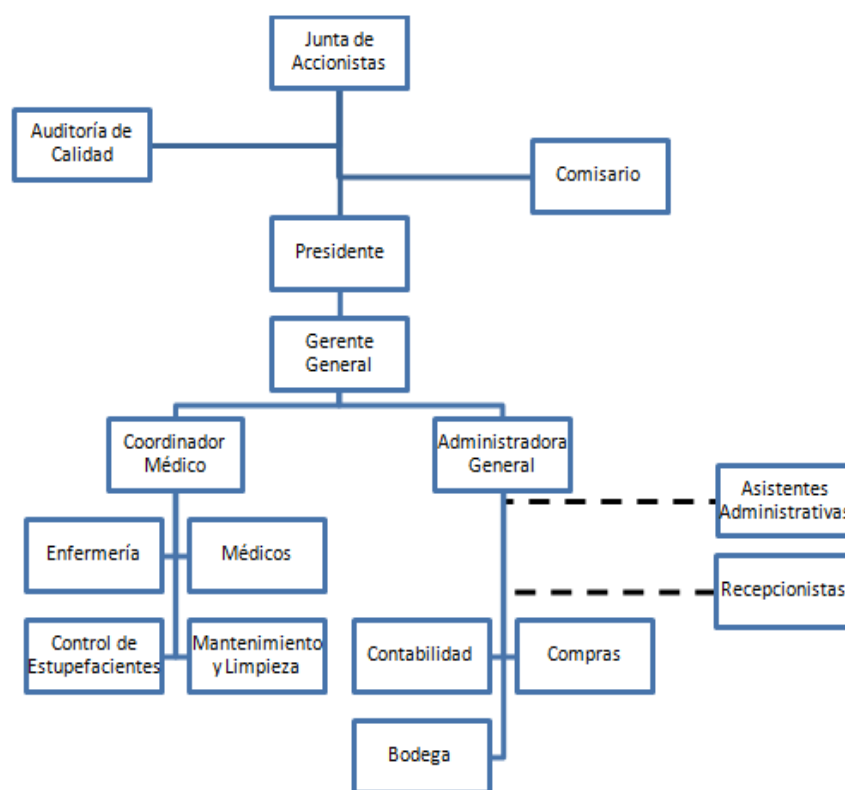 Junta de
Accionistas
Auditoría de
Calidad
Comisario
Presidente
Gerente
General
Coordinador
Médico
Administradora
General
Asistentes
Administrativas
Enfermería
Médicos
Recepcionistas
Control de
Estupefacientes
Mantenimiento
y Limpieza
Contabilidad
Compras
Bodega